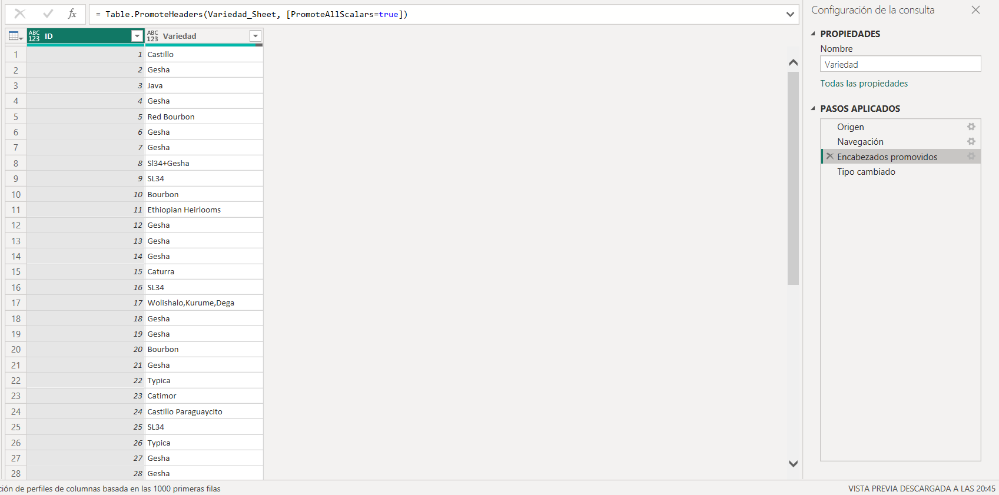 fx = Table.PromoteHeaders(Variedad_Sheet, [PromoteAllScalars=true])
ABC 123 ID ABC 123 Variedad
1 1 Castillo
2 2 Gesha
3 3 Java
4 4 Gesha
5 5 Red Bourbon
6 6 Gesha
7 7 Gesha
8 8 Sl34+Gesha
9 9 SL34
10 10 Bourbon
11 11 Ethiopian Heirlooms
12 12 Gesha
13 13 Gesha
14 14 Gesha
15 15 Caturra
16 16 SL34
17 17 Wolishalo,Kurume,Dega
18 18 Gesha
19 19 Gesha
20 20 Bourbon
21 21 Gesha
22 22 Typica
23 23 Catimor
24 24 Castillo Paraguaycito
25 25 SL34
26 26 Typica
27 27 Gesha
28 28 Gesha
Configuración de la consulta
PROPIEDADES
Nombre
Variedad
Todas las propiedades
PASOS APLICADOS
Origen
Navegación
Encabezados promovidos
Tipo cambiado
ción de perfiles de columnas basada en las 1000 primeras filas
VISTA PREVIA DESCARGADA A LAS 20:45